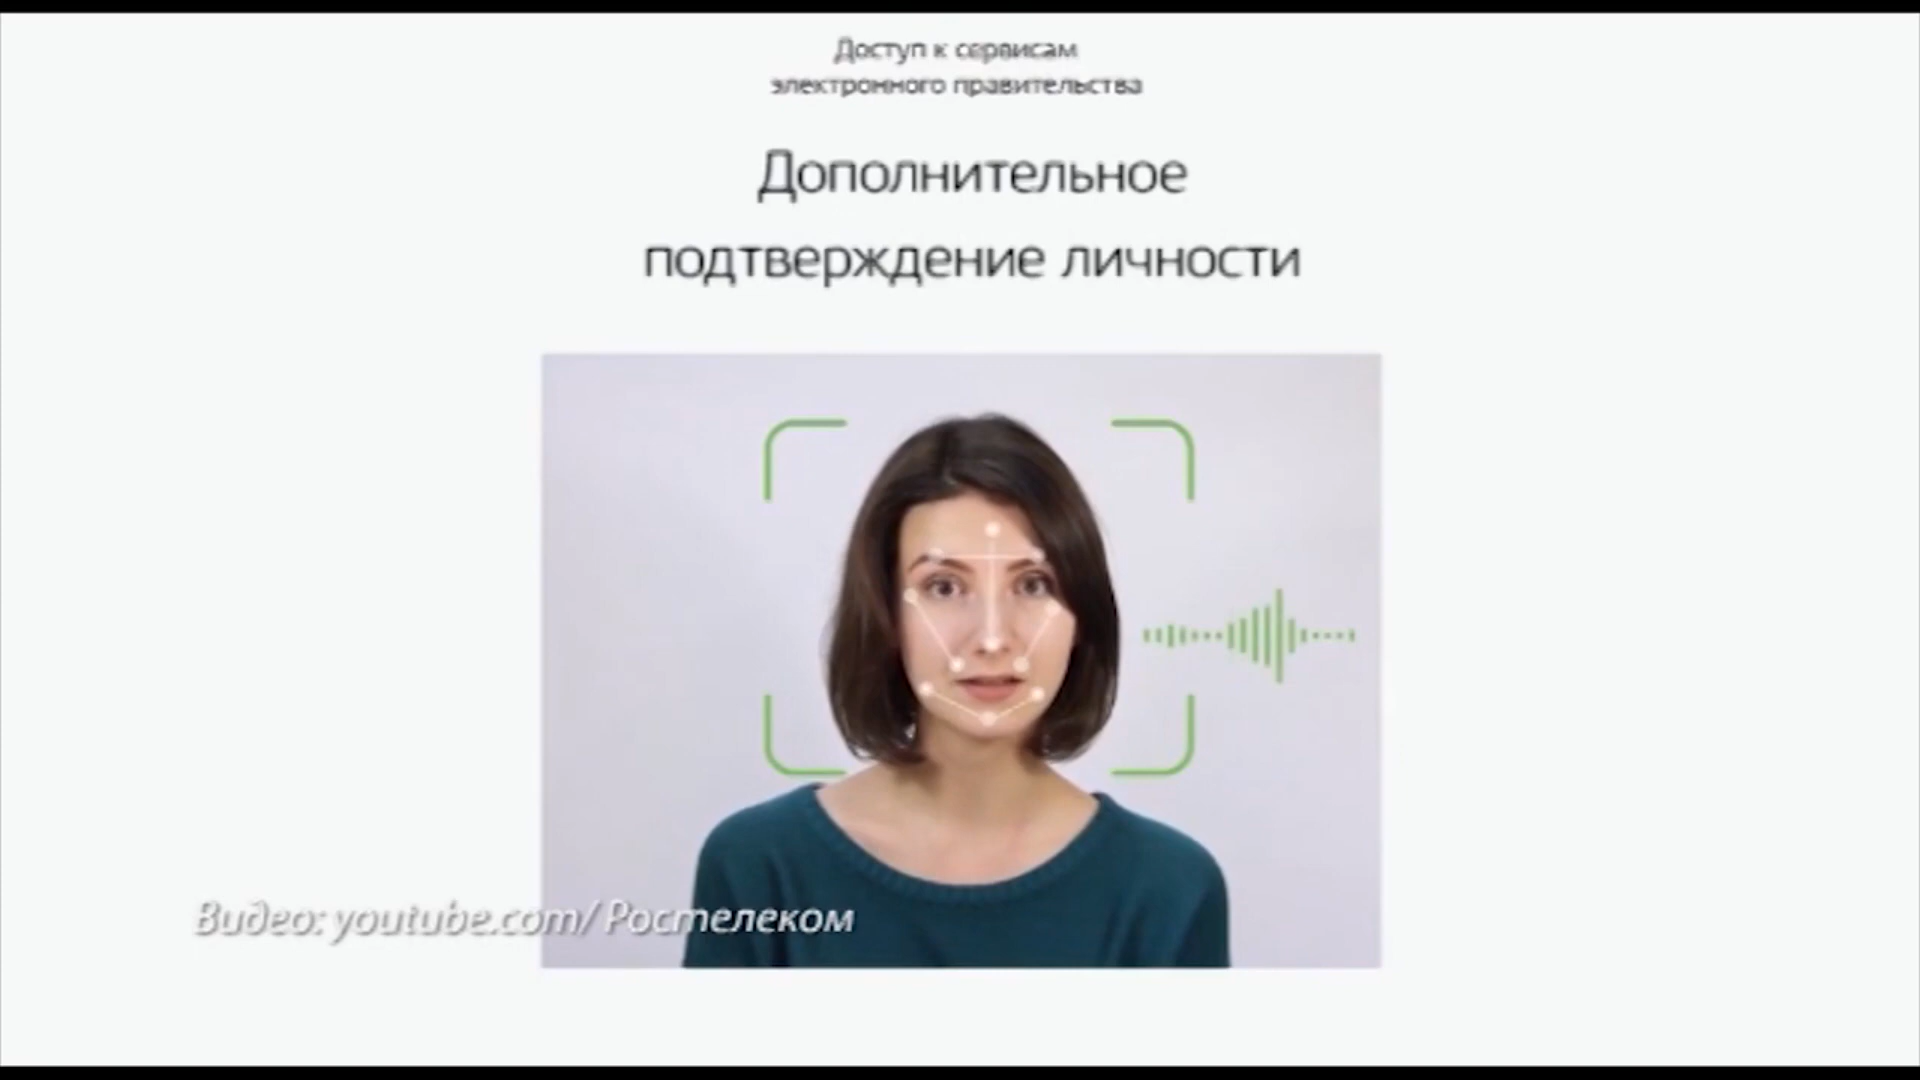 Доступ к сервисам
электронного правительства
Дополнительное
подтверждение личности
Видео: youtube.com/ Ростелеком